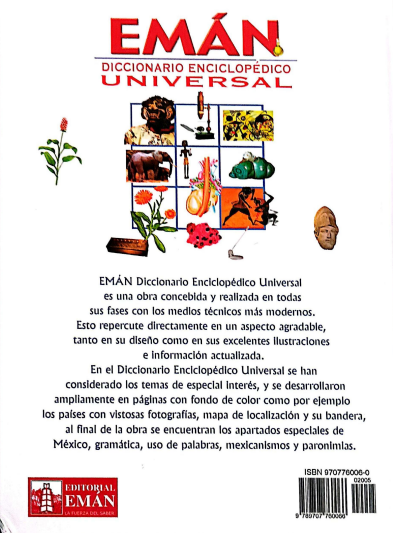 EMÁN
DICCIONARIO ENCICLOPÉDICO
UNIVERSAL
EMÁN Diccionario Enciclopédico Universal
es una obra concebida y realizada en todas
sus fases con los medios técnicos más modernos.
Esto repercute directamente en un aspecto agradable,
tanto en su diseño como en sus excelentes ilustraciones
e información actualizada.
En el Diccionario Enciclopédico Universal se han
considerado los temas de especial interés, y se desarrollaron
ampliamente en páginas con fondo de color como por ejemplo
los países con vistosas fotografías, mapa de localización y su bandera,
al final de la obra se encuentran los apartados especiales de
México, gramática, uso de palabras, mexicanismos y paronimias.
EDITORIAL
EMÁN
LA FUERZA DEL SABER
ISBN 970776006-0
02005
9 789707 760066